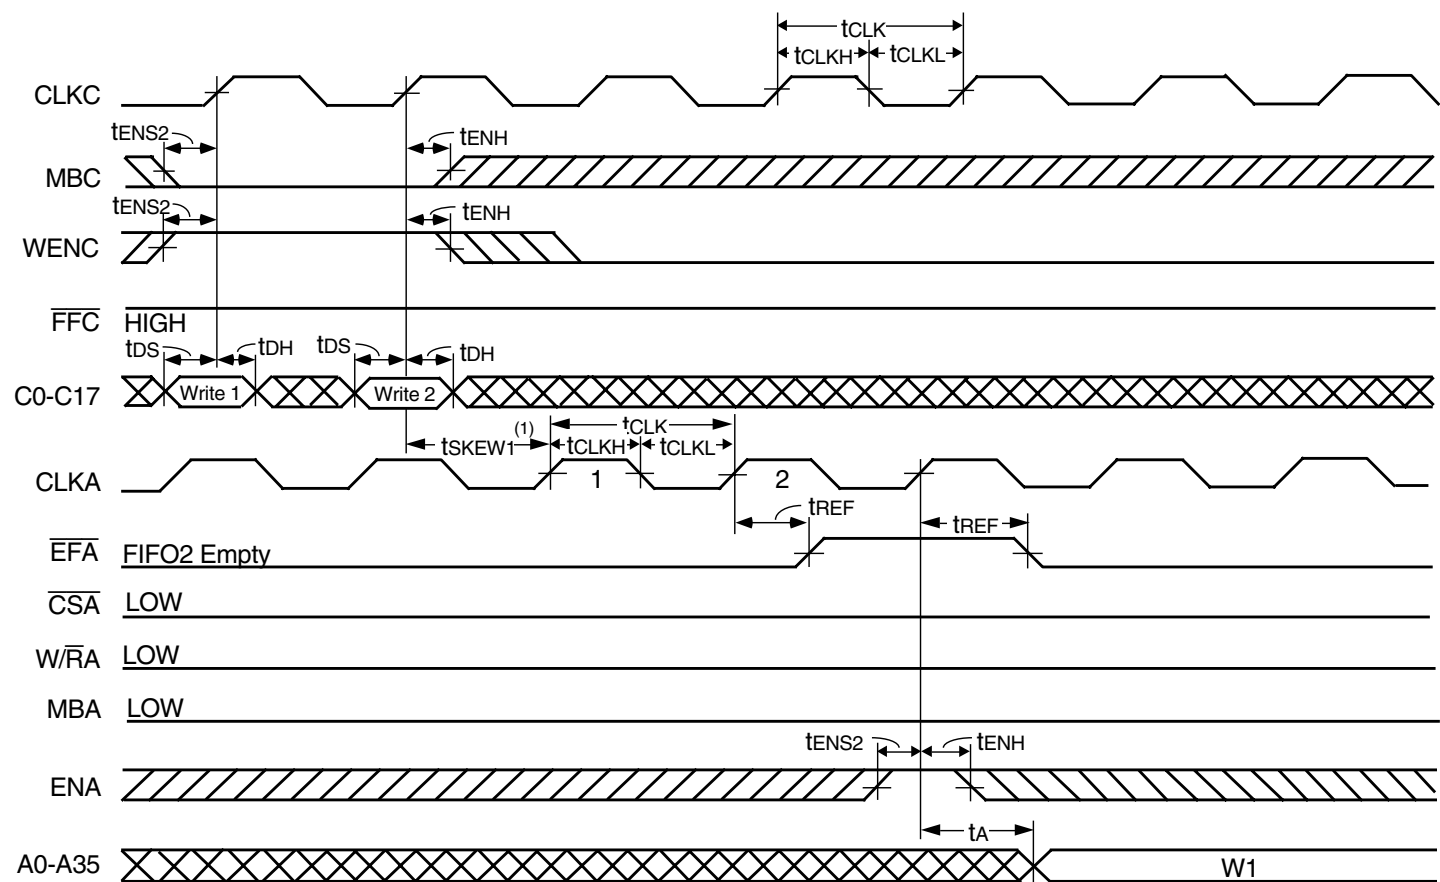 tCLK
tCLKH tCLKL
CLKC
tENS2 tENH
MBC
tENS2 tENH
WENC
FFC HIGH
tDS tDH tDS tDH
C0-C17 Write 1 Write 2
tSKEW1 (1) tCLK
tCLKH tCLKL
CLKA 1 2
tREF tREF
EFA FIFO2 Empty
CSA LOW
W/RA LOW
MBA LOW
tENS2 tENH
ENA
tA
A0-A35 W1